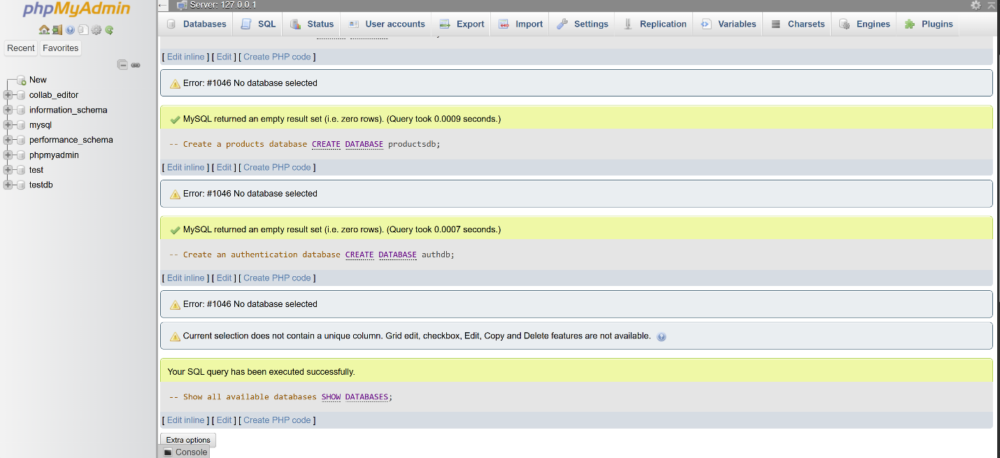 phpMyAdmin
Recent Favorites
New
collab_editor
information_schema
mysql
performance_schema
phpmyadmin
test
testdb
Server: 127.0.0.1
Databases SQL Status User accounts Export Import Settings Replication Variables Charsets Engines Plugins
[ Edit inline ] [ Edit ] [ Create PHP code ]
Error: #1046 No database selected
MySQL returned an empty result set (i.e. zero rows). (Query took 0.0009 seconds.)
-- Create a products database CREATE DATABASE productsdb;
[ Edit inline ] [ Edit ] [ Create PHP code ]
Error: #1046 No database selected
MySQL returned an empty result set (i.e. zero rows). (Query took 0.0007 seconds.)
-- Create an authentication database CREATE DATABASE authdb;
[ Edit inline ] [ Edit ] [ Create PHP code ]
Error: #1046 No database selected
Current selection does not contain a unique column. Grid edit, checkbox, Edit, Copy and Delete features are not available.
Your SQL query has been executed successfully.
-- Show all available databases SHOW DATABASES;
[ Edit inline ] [ Edit ] [ Create PHP code ]
Extra options
Console